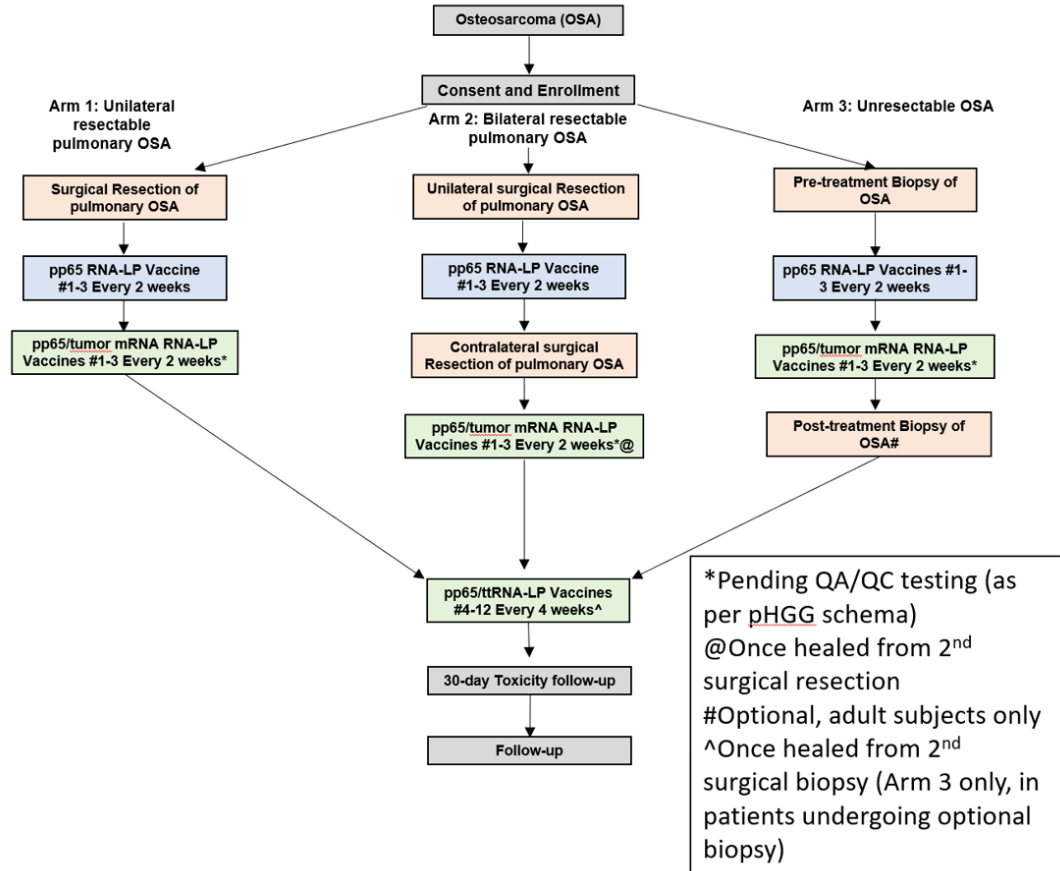 Osteosarcoma (OSA)
Consent and Enrollment
Arm 1: Unilateral
resectable
pulmonary OSA
Arm 2: Bilateral resectable
pulmonary OSA
Arm 3: Unresectable OSA
Surgical Resection of
pulmonary OSA
Unilateral surgical Resection
of pulmonary OSA
Pre-treatment Biopsy of
OSA
pp65 RNA-LP Vaccine
#1-3 Every 2 weeks
pp65 RNA-LP Vaccine
#1-3 Every 2 weeks
pp65 RNA-LP Vaccines #1-
3 Every 2 weeks
pp65/tumor mRNA RNA-LP
Vaccines #1-3 Every 2 weeks*
Contralateral surgical
Resection of pulmonary OSA
pp65/tumor mRNA RNA-LP
Vaccines #1-3 Every 2 weeks*
pp65/tumor mRNA RNA-LP
Vaccines #1-3 Every 2 weeks*@
Post-treatment Biopsy of
OSA#
pp65/ttRNA-LP Vaccines
#4-12 Every 4 weeks^
30-day Toxicity follow-up
Follow-up
*Pending QA/QC testing (as
per pHGG schema)
@Once healed from 2nd
surgical resection
#Optional, adult subjects only
^Once healed from 2nd
surgical biopsy (Arm 3 only, in
patients undergoing optional
biopsy)